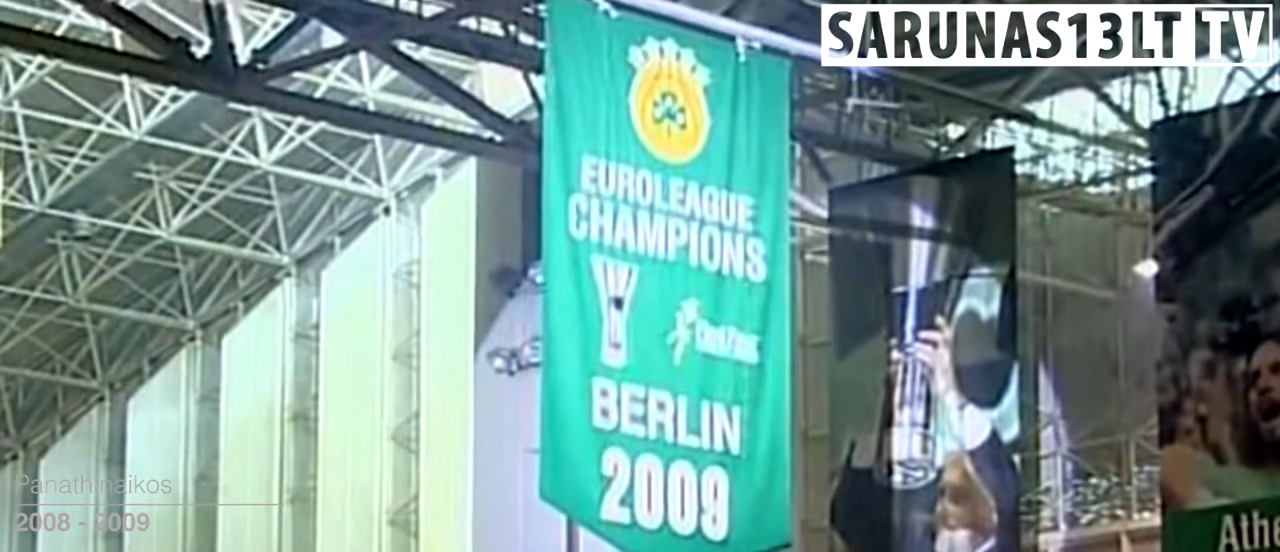 SARUNAS13LT TV
EUROLEAGUE
CHAMPIONS
BERLIN
2009
Panathinaikos
2008 - 2009